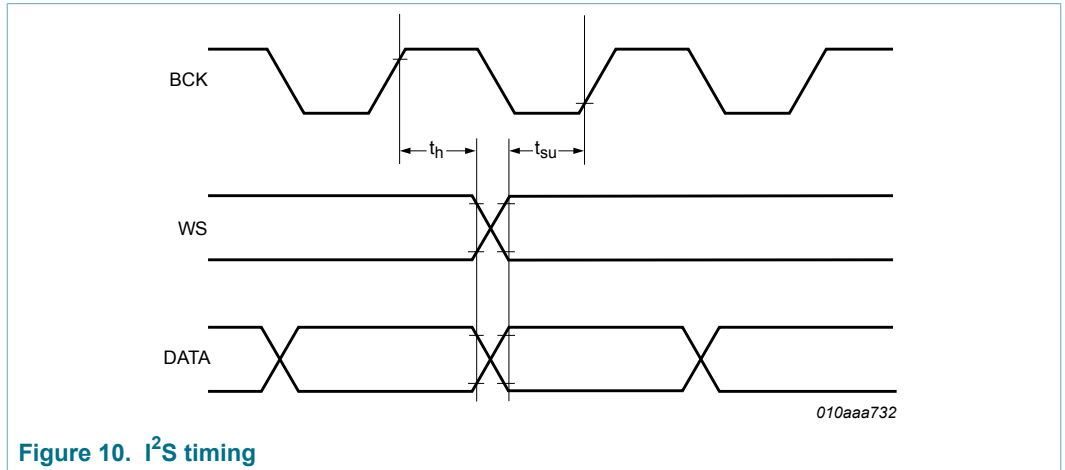 BCK
th
tsu
WS
DATA
010aaa732
Figure 10. I²S timing